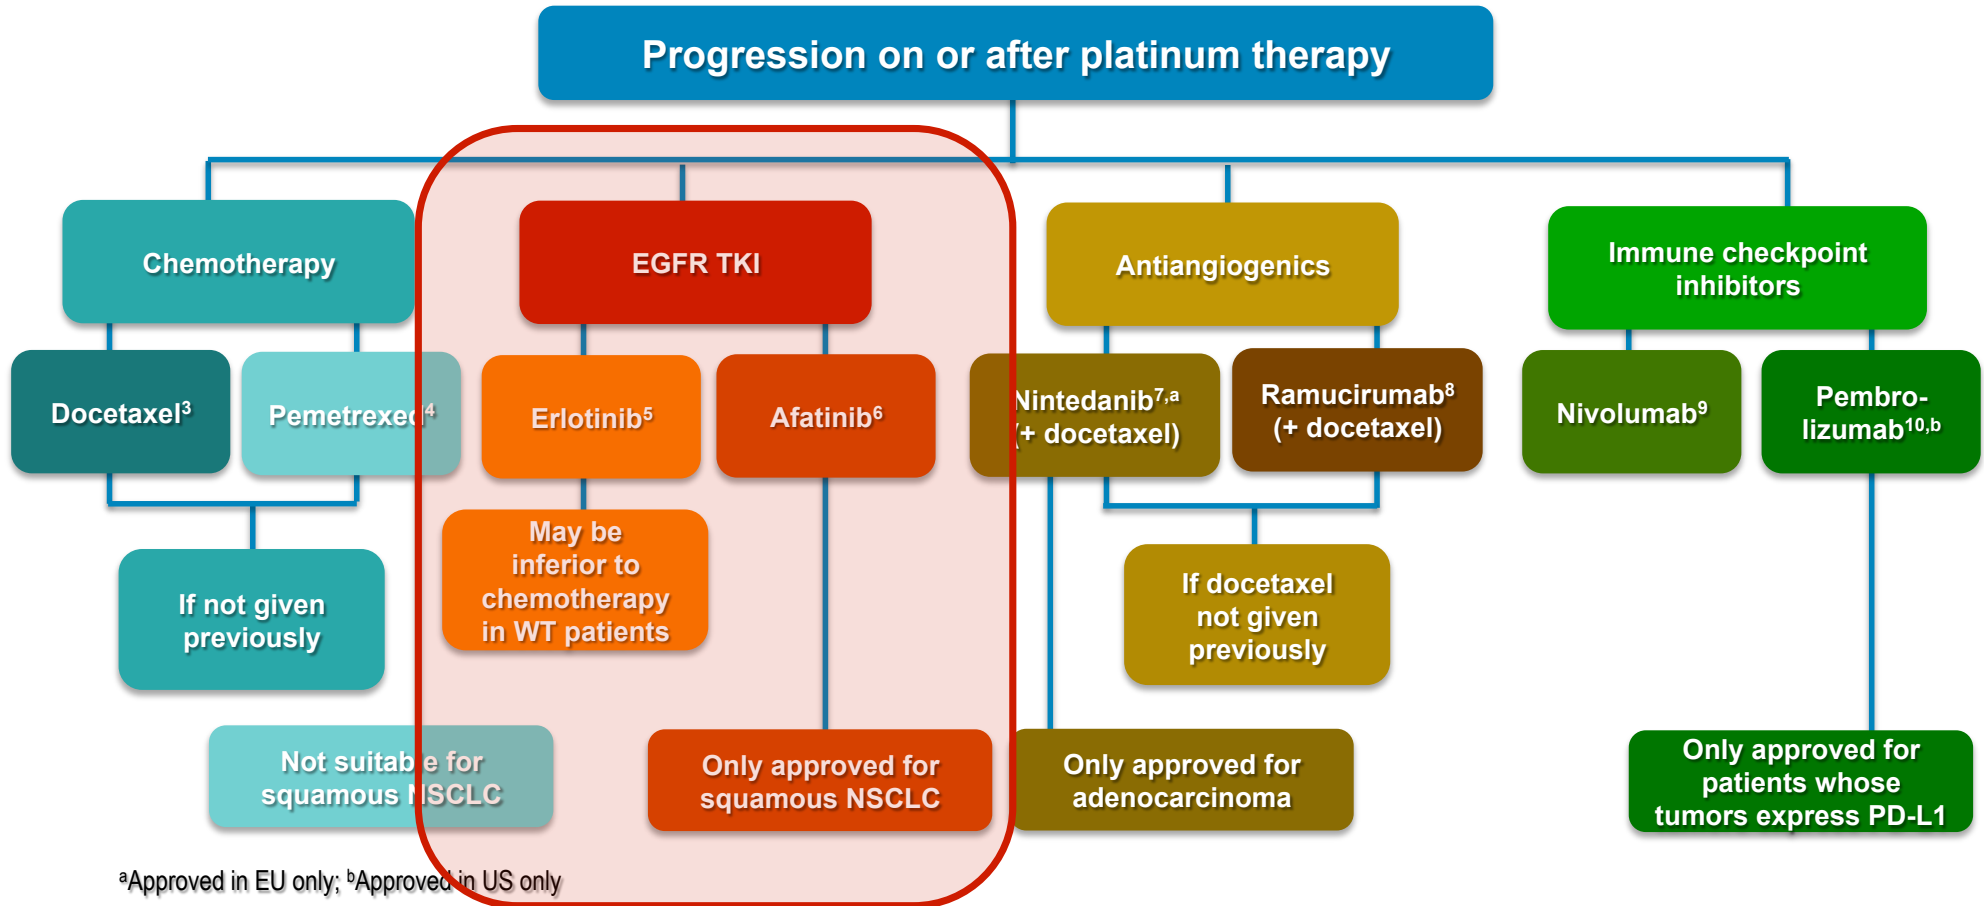 Progression on or after platinum therapy
Chemotherapy
EGFR TKI
Antiangiogenics
Immune checkpoint
inhibitors
Docetaxel3
Pemetrexed4
Erlotinib5
Afatinib6
Nintedanib7,a
(+ docetaxel)
Ramucirumab8
(+ docetaxel)
Nivolumab9
Pembro-
lizumab10,b
If not given
previously
May be
inferior to
chemotherapy
in WT patients
If docetaxel
not given
previously
Not suitable for
squamous NSCLC
Only approved for
squamous NSCLC
Only approved for
adenocarcinoma
Only approved for
patients whose
tumors express PD-L1
aApproved in EU only; bApproved in US only